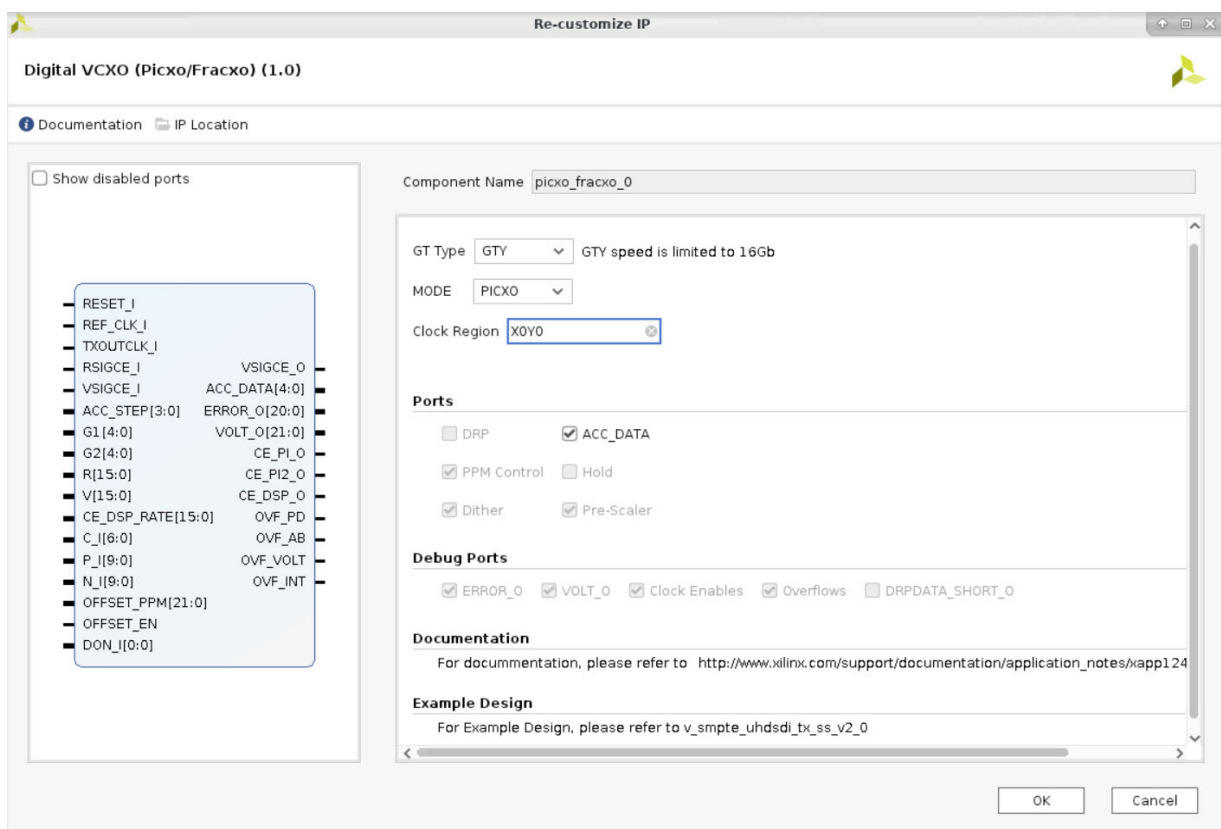 Re-customize IP
Digital VCXO (Picxo/Fracxo) (1.0)
Documentation IP Location
Show disabled ports
RESET_I
REF_CLK_I
TXOUTCLK_I
RSIGCE_I VSIGCE_O
VSIGCE_I ACC_DATA[4:0]
ACC_STEP[3:0] ERROR_O[20:0]
G1[4:0] VOLT_O[21:0]
G2[4:0] CE_PI_O
R[15:0] CE_PI2_O
V[15:0] CE_DSP_O
CE_DSP_RATE[15:0] OVF_PD
C_I[6:0] OVF_AB
P_I[9:0] OVF_VOLT
N_I[9:0] OVF_INT
OFFSET_PPM[21:0]
OFFSET_EN
DON_I[0:0]
Component Name picxo_fracxo_0
GT Type GTY GTY speed is limited to 16Gb
MODE PICXO
Clock Region X0Y0
Ports
DRP ACC_DATA
PPM Control Hold
Dither Pre-Scaler
Debug Ports
ERROR_O VOLT_O Clock Enables Overflows DRPDATA_SHORT_O
Documentation
For docummentation, please refer to http://www.xilinx.com/support/documentation/application_notes/xapp124
Example Design
For Example Design, please refer to v_smpte_uhdsdi_tx_ss_v2_0
OK Cancel